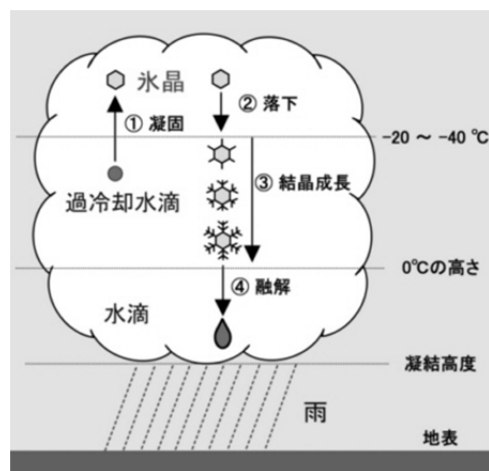 氷晶
② 落下
① 凝固
-20 ～ -40 ℃
③ 結晶成長
過冷却水滴
0℃の高さ
④ 融解
水滴
凝結高度
雨
地表